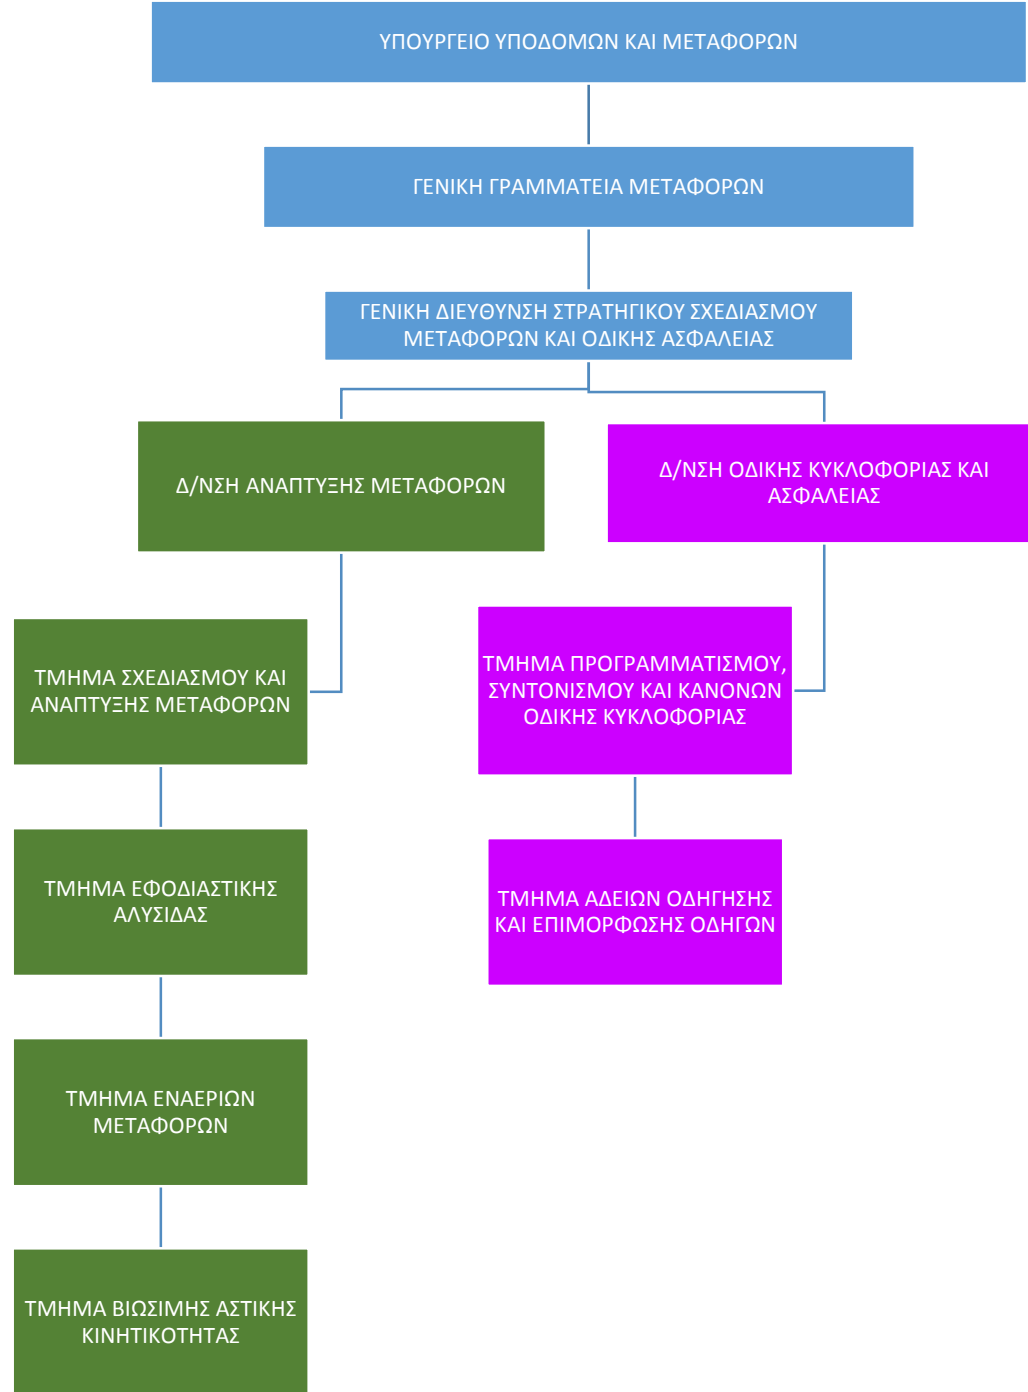 ΥΠΟΥΡΓΕΙΟ ΥΠΟΔΟΜΩΝ ΚΑΙ ΜΕΤΑΦΟΡΩΝ
ΓΕΝΙΚΗ ΓΡΑΜΜΑΤΕΙΑ ΜΕΤΑΦΟΡΩΝ
ΓΕΝΙΚΗ ΔΙΕΥΘΥΝΣΗ ΣΤΡΑΤΗΓΙΚΟΥ ΣΧΕΔΙΑΣΜΟΥ
ΜΕΤΑΦΟΡΩΝ ΚΑΙ ΟΔΙΚΗΣ ΑΣΦΑΛΕΙΑΣ
Δ/ΝΣΗ ΑΝΑΠΤΥΞΗΣ ΜΕΤΑΦΟΡΩΝ
ΤΜΗΜΑ ΣΧΕΔΙΑΣΜΟΥ ΚΑΙ
ΑΝΑΠΤΥΞΗΣ ΜΕΤΑΦΟΡΩΝ
ΤΜΗΜΑ ΕΦΟΔΙΑΣΤΙΚΗΣ
ΑΛΥΣΙΔΑΣ
ΤΜΗΜΑ ΕΝΑΕΡΙΩΝ
ΜΕΤΑΦΟΡΩΝ
ΤΜΗΜΑ ΒΙΩΣΙΜΗΣ ΑΣΤΙΚΗΣ
ΚΙΝΗΤΙΚΟΤΗΤΑΣ
Δ/ΝΣΗ ΟΔΙΚΗΣ ΚΥΚΛΟΦΟΡΙΑΣ ΚΑΙ
ΑΣΦΑΛΕΙΑΣ
ΤΜΗΜΑ ΠΡΟΓΡΑΜΜΑΤΙΣΜΟΥ,
ΣΥΝΤΟΝΙΣΜΟΥ ΚΑΙ ΚΑΝΟΝΩΝ
ΟΔΙΚΗΣ ΚΥΚΛΟΦΟΡΙΑΣ
ΤΜΗΜΑ ΑΔΕΙΩΝ ΟΔΗΓΗΣΗΣ
ΚΑΙ ΕΠΙΜΟΡΦΩΣΗΣ ΟΔΗΓΩΝ